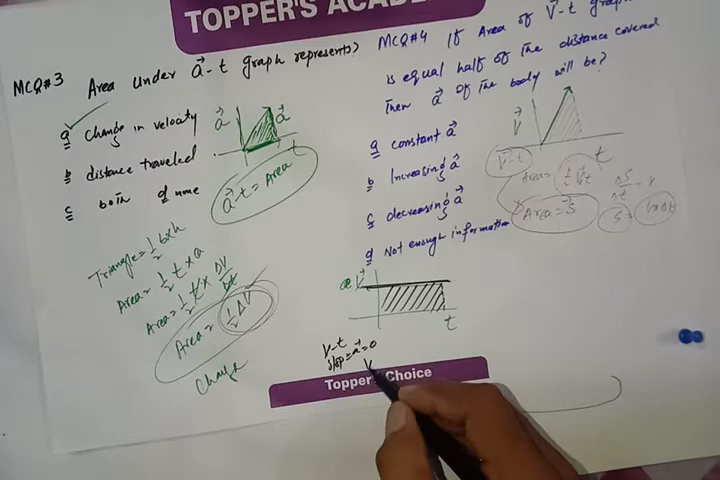 TOPPER'S ACADE
MCQ#3 Area under a⃗-t graph represents?
a change in velocity
b distance traveled
c both d none
a⃗
a⃗
t
a⃗-t = Area
Triangle = 1/2 b×h
Area = 1/2 t × a
Area = 1/2 t × ΔV/Δt
Area = 1/2 ΔV
Change
MCQ#4 If Area of V⃗-t grap
is equal half of the distance covered
Then a⃗ of the body will be?
a constant a⃗
b Increasing a⃗
c decreasing a⃗
d Not enough information
V⃗
t
V⃗-t
Area = 1/2 V⃗t
Area = S⃗
t
V-t
slop = a⃗ = 0
V
Topper's Choice